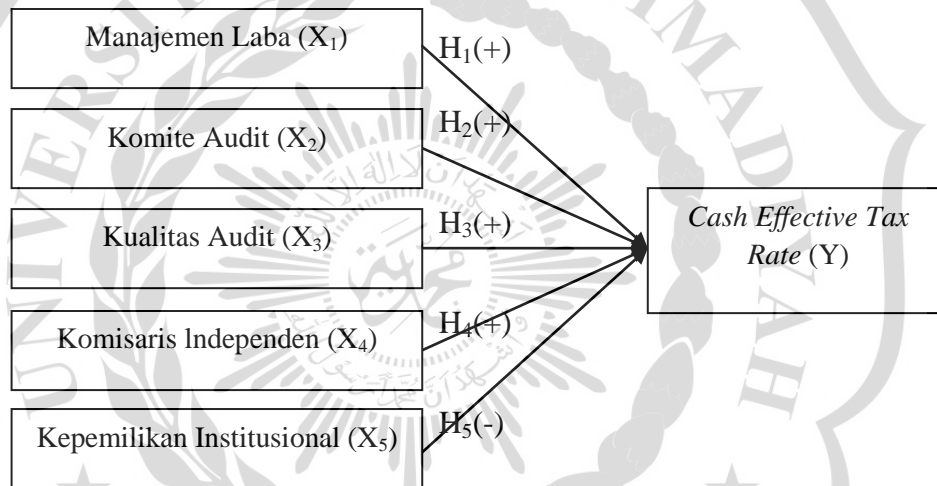 Manajemen Laba (X₁)
H₁(+)
Komite Audit (X₂)
H₂(+)
Kualitas Audit (X₃)
H₃(+)
Cash Effective Tax
Rate (Y)
Komisaris Independen (X₄)
H₄(+)
Kepemilikan Institusional (X₅)
H₅(-)